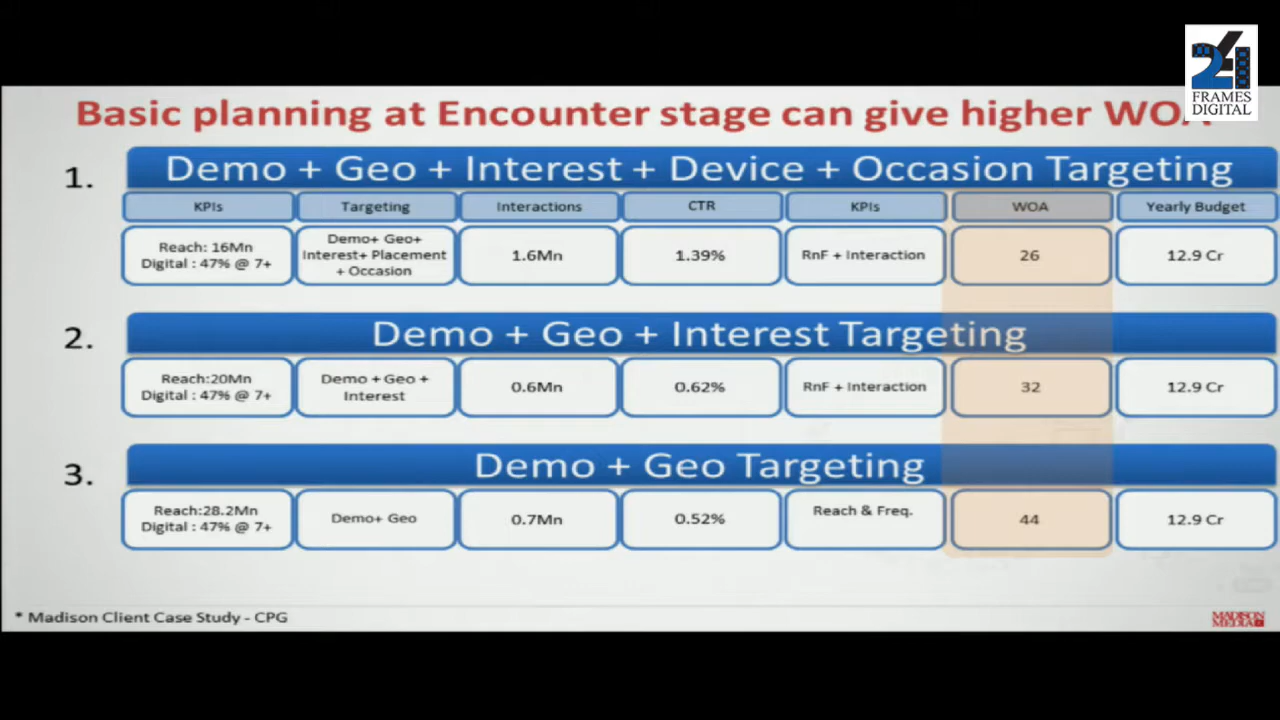 24
FRAMES
DIGITAL
Basic planning at Encounter stage can give higher WOA
1.
Demo + Geo + Interest + Device + Occasion Targeting
KPIs
Targeting
Interactions
CTR
KPIs
WOA
Yearly Budget
Reach: 16Mn
Digital : 47% @ 7+
Demo+ Geo+
Interest+ Placement
+ Occasion
1.6Mn
1.39%
RnF + Interaction
26
12.9 Cr
2.
Demo + Geo + Interest Targeting
Reach:20Mn
Digital : 47% @ 7+
Demo + Geo +
Interest
0.6Mn
0.62%
RnF + Interaction
32
12.9 Cr
3.
Demo + Geo Targeting
Reach:28.2Mn
Digital : 47% @ 7+
Demo+ Geo
0.7Mn
0.52%
Reach & Freq.
44
12.9 Cr
* Madison Client Case Study - CPG
MADISON
MEDIA